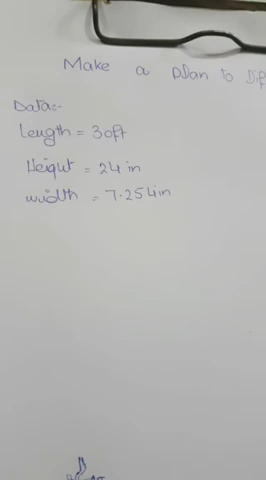 Make a plan to
Data:-
Length = 30ft
Height = 24 in
width = 7.254in